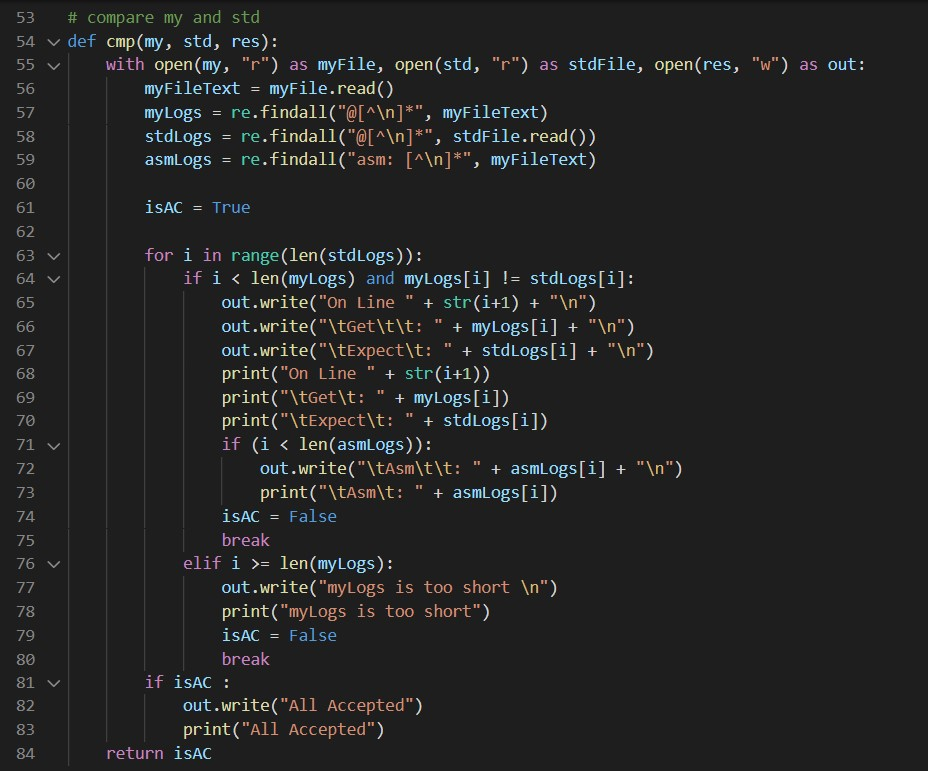 53 # compare my and std
54 def cmp(my, std, res):
55     with open(my, "r") as myFile, open(std, "r") as stdFile, open(res, "w") as out:
56         myFileText = myFile.read()
57         myLogs = re.findall("@[^\n]*", myFileText)
58         stdLogs = re.findall("@[^\n]*", stdFile.read())
59         asmLogs = re.findall("asm: [^\n]*", myFileText)
60
61         isAC = True
62
63         for i in range(len(stdLogs)):
64             if i < len(myLogs) and myLogs[i] != stdLogs[i]:
65                 out.write("On Line " + str(i+1) + "\n")
66                 out.write("\tGet\t\t: " + myLogs[i] + "\n")
67                 out.write("\tExpect\t: " + stdLogs[i] + "\n")
68                 print("On Line " + str(i+1))
69                 print("\tGet\t: " + myLogs[i])
70                 print("\tExpect\t: " + stdLogs[i])
71                 if (i < len(asmLogs)):
72                     out.write("\tAsm\t\t: " + asmLogs[i] + "\n")
73                     print("\tAsm\t: " + asmLogs[i])
74                 isAC = False
75                 break
76             elif i >= len(myLogs):
77                 out.write("myLogs is too short \n")
78                 print("myLogs is too short")
79                 isAC = False
80                 break
81         if isAC :
82             out.write("All Accepted")
83             print("All Accepted")
84     return isAC